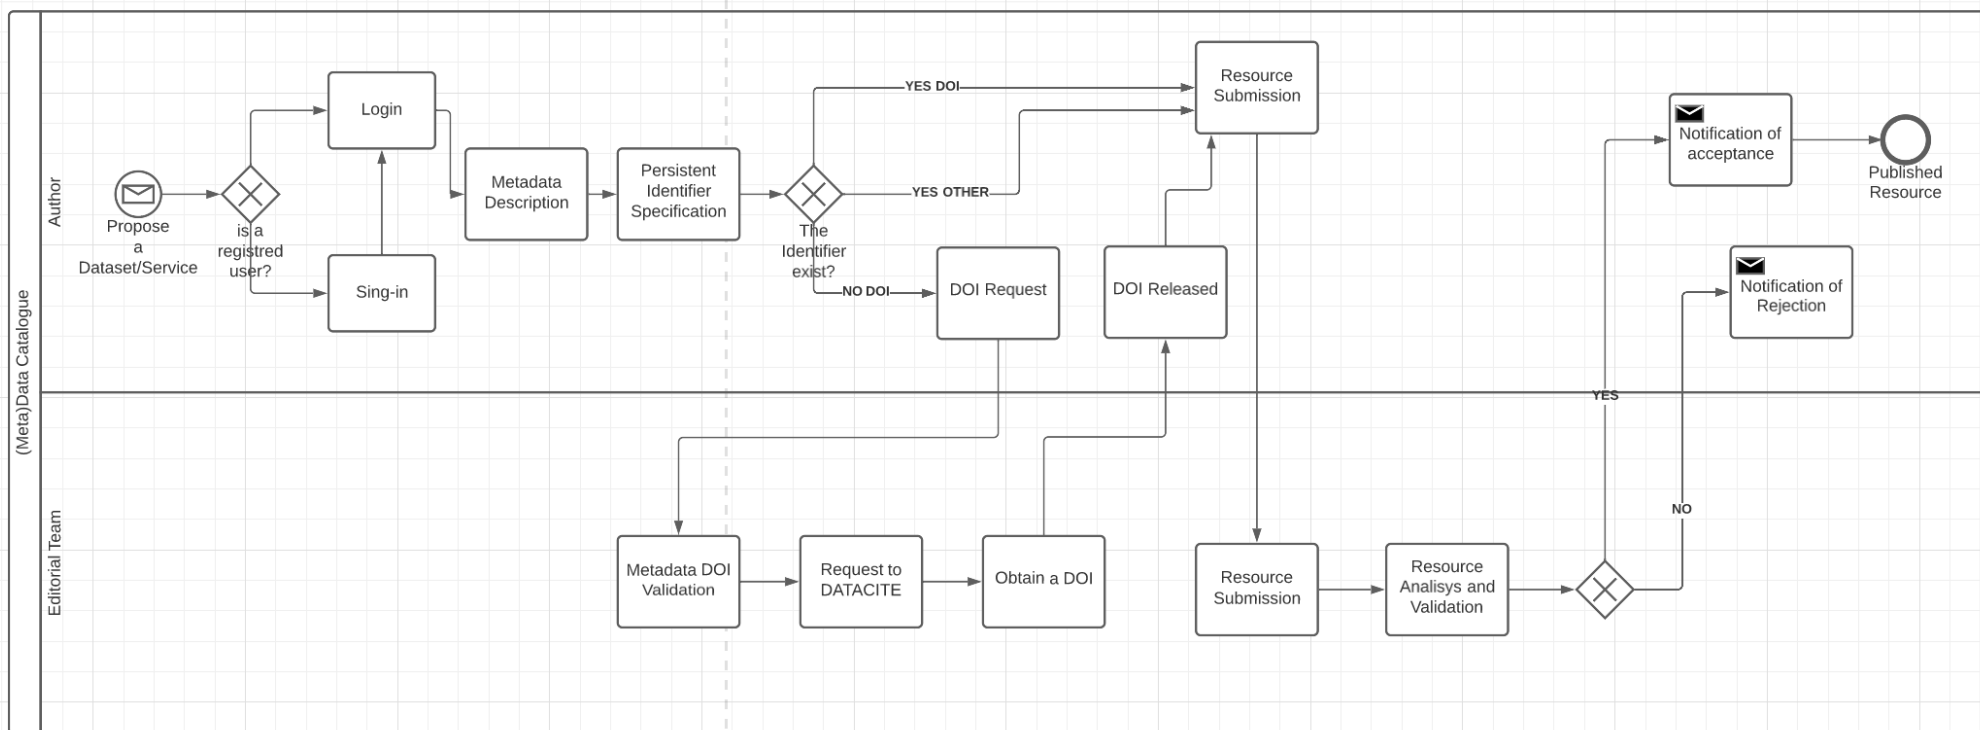 (Meta)Data Catalogue
Author
Propose
a
Dataset/Service
is a
registred
user?
Login
Sing-in
Metadata
Description
Persistent
Identifier
Specification
The
Identifier
exist?
YES DOI
YES OTHER
NO DOI
DOI Request
DOI Released
Resource
Submission
Notification of
acceptance
Published
Resource
Notification of
Rejection
YES
NO
Editorial Team
Metadata DOI
Validation
Request to
DATACITE
Obtain a DOI
Resource
Submission
Resource
Analisys and
Validation